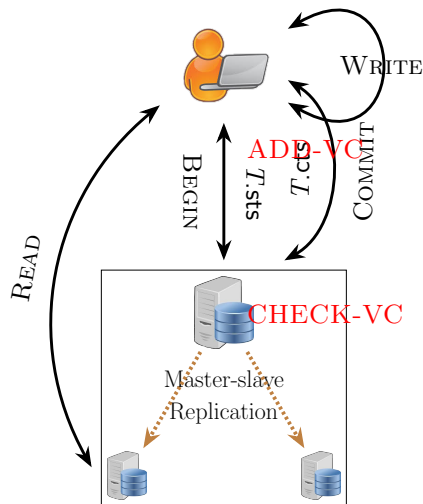 WRITE
ADD-VC
BEGIN
T.sts
T.cts
COMMIT
READ
CHECK-VC
Master-slave
Replication